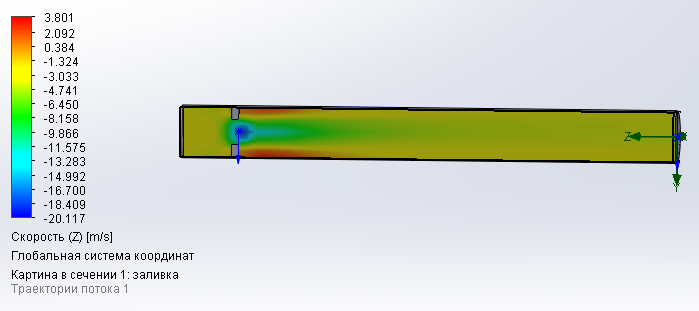 3.801
2.092
0.384
-1.324
-3.033
-4.741
-6.450
-8.158
-9.866
-11.575
-13.283
-14.992
-16.700
-18.409
-20.117
Z
Y
Скорость (Z) [m/s]
Глобальная система координат
Картина в сечении 1: заливка
Траектории потока 1